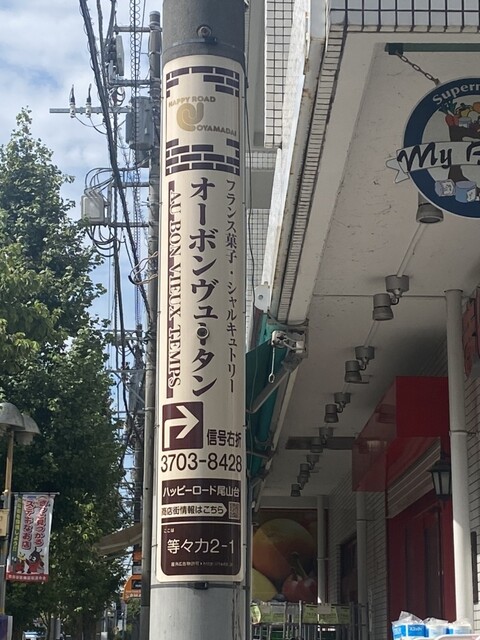 HAPPY ROAD
OYAMADAI
フランス菓子・シャルキュトリー
オーボンヴュータン
AU BON VIEUX TEMPS
信号右折
3703-8428
ハッピーロード尾山台
商店街情報はこちら
ここは
等々力2-1
Superm
My